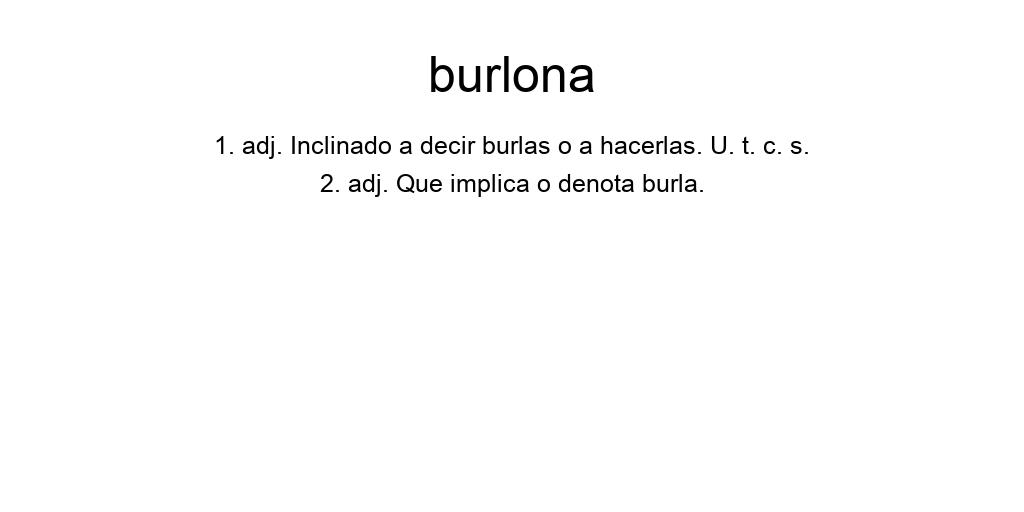 burlona
1. adj. Inclinado a decir burlas o a hacerlas. U. t. c. s.
2. adj. Que implica o denota burla.